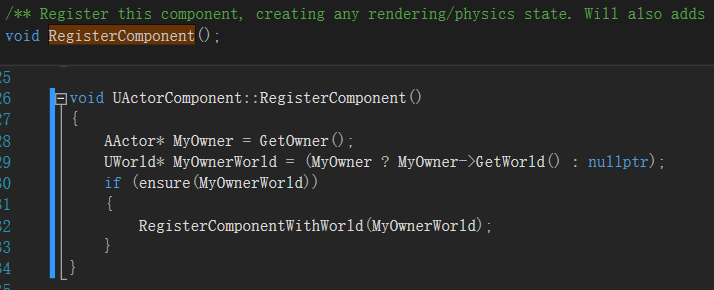 /** Register this component, creating any rendering/physics state. Will also adds
void RegisterComponent();
25
26 void UActorComponent::RegisterComponent()
27 {
28 AActor* MyOwner = GetOwner();
29 UWorld* MyOwnerWorld = (MyOwner ? MyOwner->GetWorld() : nullptr);
30 if (ensure(MyOwnerWorld))
31 {
32 RegisterComponentWithWorld(MyOwnerWorld);
33 }
34 }